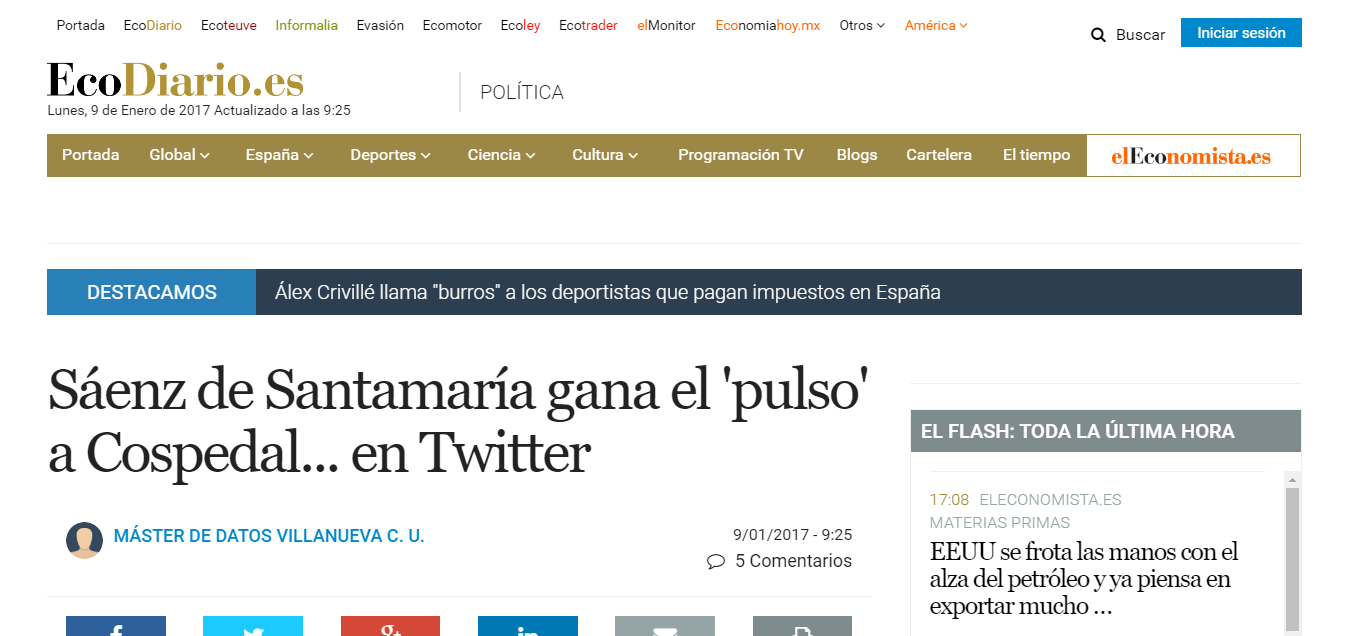 Portada EcoDiario Ecoteuve Informalia Evasión Ecomotor Ecoley Ecotrader elMonitor Economiahoy.mx Otros América
Buscar Iniciar sesión
EcoDiario.es
Lunes, 9 de Enero de 2017 Actualizado a las 9:25
POLÍTICA
Portada Global España Deportes Ciencia Cultura Programación TV Blogs Cartelera El tiempo elEconomista.es
DESTACAMOS Álex Crivillé llama "burros" a los deportistas que pagan impuestos en España
Sáenz de Santamaría gana el 'pulso'
a Cospedal... en Twitter
MÁSTER DE DATOS VILLANUEVA C. U.
9/01/2017 - 9:25
5 Comentarios
EL FLASH: TODA LA ÚLTIMA HORA
17:08 ELECONOMISTA.ES
MATERIAS PRIMAS
EEUU se frota las manos con el
alza del petróleo y ya piensa en
exportar mucho ...